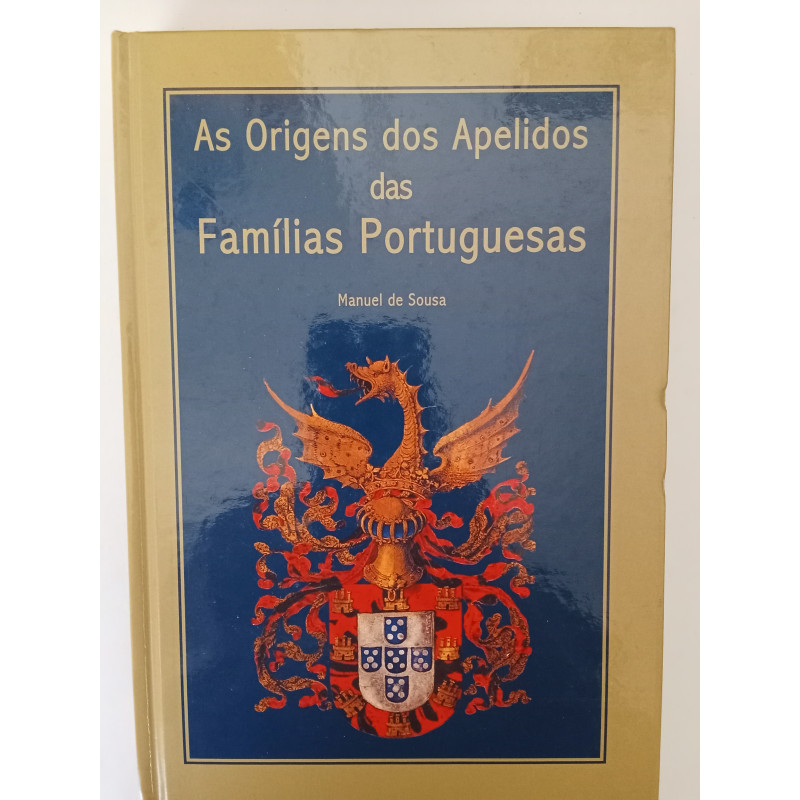 As Origens dos Apelidos
das
Famílias Portuguesas
Manuel de Sousa